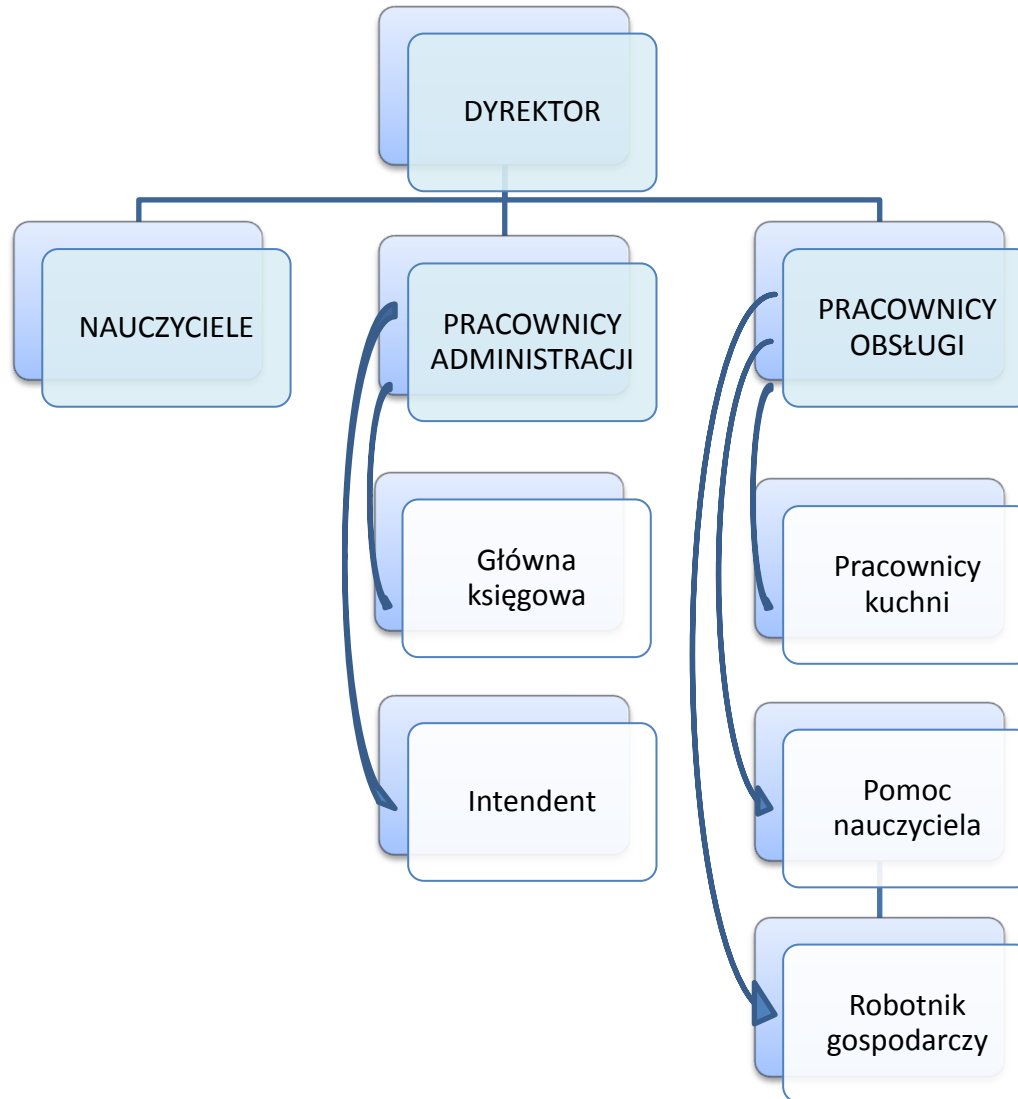 DYREKTOR
NAUCZYCIELE
PRACOWNICY
ADMINISTRACJI
PRACOWNICY
OBSŁUGI
Główna
księgowa
Pracownicy
kuchni
Intendent
Pomoc
nauczyciela
Robotnik
gospodarczy